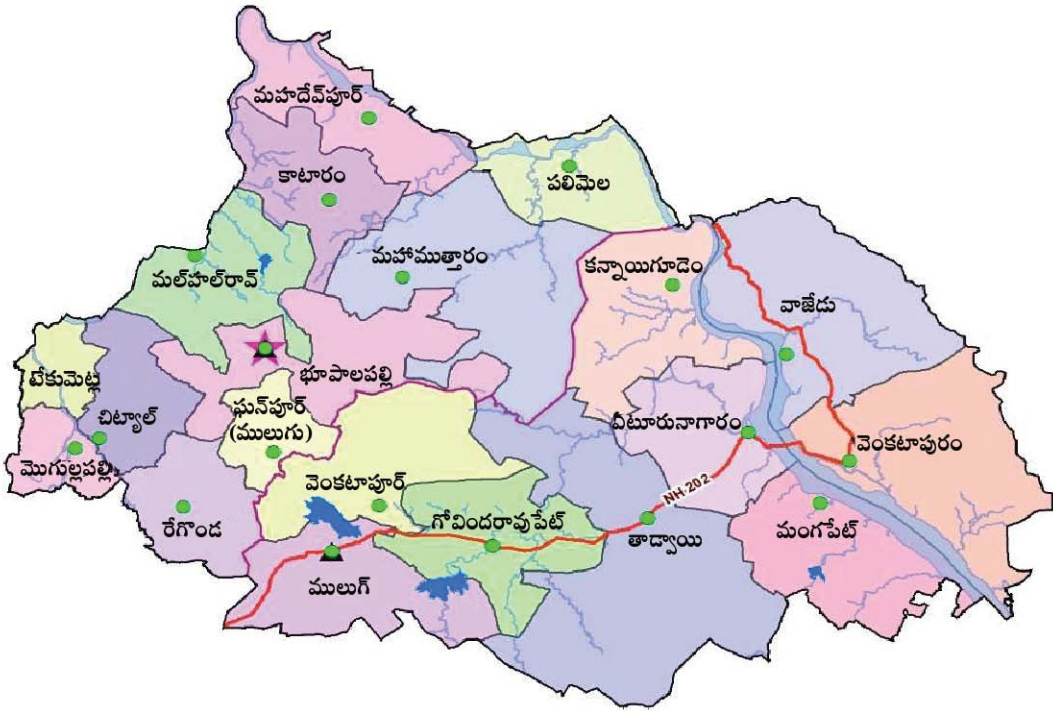 మహదేవ్‌పూర్
కాటారం
పలిమెల
మల్‌హల్‌రావ్
మహాముత్తారం
కన్నాయిగూడెం
వాజేడు
టేకుమెట్ల
చిట్యాల్
భూపాలపల్లి
ఘన్‌పూర్
(ములుగు)
ఏటూరునాగారం
వెంకటాపురం
మొగుల్లపల్లి
రేగొండ
వెంకటాపూర్
గోవిందరావుపేట్
NH-202
తాడ్వాయి
మంగపేట్
ములుగ్